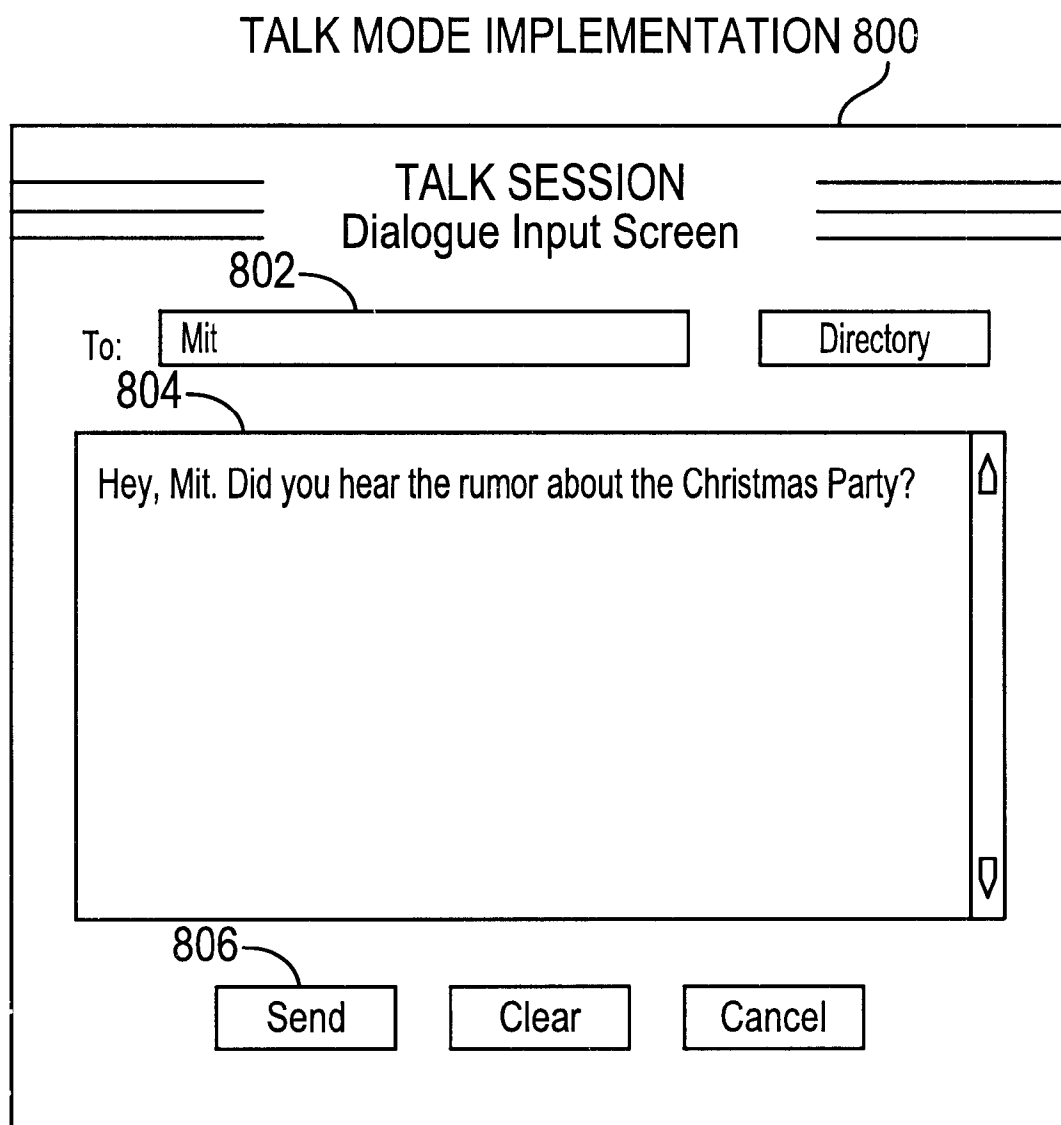 TALK MODE IMPLEMENTATION 800
TALK SESSION
Dialogue Input Screen
802
To: Mit Directory
804
Hey, Mit. Did you hear the rumor about the Christmas Party?
806
Send Clear Cancel